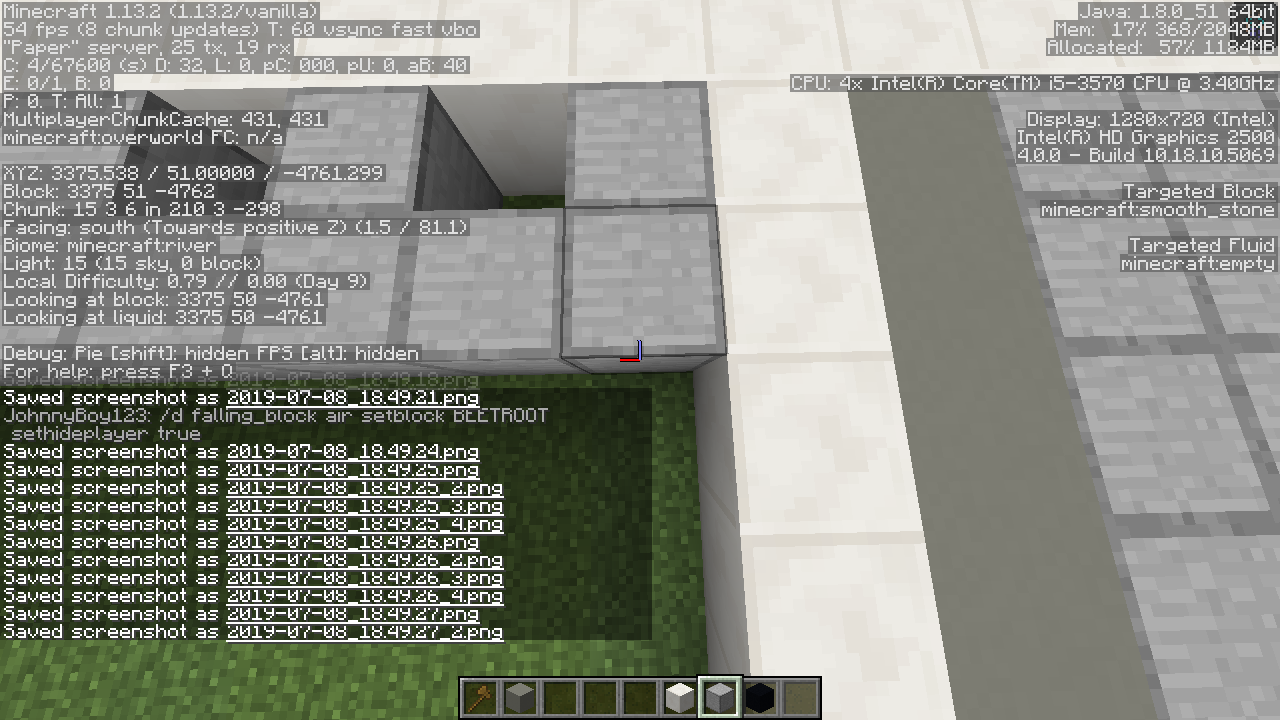 Minecraft 1.13.2 (1.13.2/vanilla)
54 fps (8 chunk updates) T: 60 vsync fast vbo
"Paper" server, 25 tx, 19 rx
C: 4/67600 (s) D: 32, L: 0, pC: 000, pU: 0, aB: 40
E: 0/1, B: 0
P: 0. T: All: 1
MultiplayerChunkCache: 431, 431
minecraft:overworld FC: n/a
XYZ: 3375.538 / 51.00000 / -4761.299
Block: 3375 51 -4762
Chunk: 15 3 6 in 210 3 -298
Facing: south (Towards positive Z) (1.5 / 81.1)
Biome: minecraft:river
Light: 15 (15 sky, 0 block)
Local Difficulty: 0.79 // 0.00 (Day 9)
Looking at block: 3375 50 -4761
Looking at liquid: 3375 50 -4761
Debug: Pie [shift]: hidden FPS [alt]: hidden
For help: press F3 + Q
Java: 1.8.0_51 64bit
Mem: 17% 368/2048MB
Allocated: 57% 1184MB
CPU: 4x Intel(R) Core(TM) i5-3570 CPU @ 3.40GHz
Display: 1280x720 (Intel)
Intel(R) HD Graphics 2500
4.0.0 - Build 10.18.10.5069
Targeted Block
minecraft:smooth_stone
Targeted Fluid
minecraft:empty
Saved screenshot as 2019-07-08_18.49.18.png
Saved screenshot as 2019-07-08_18.49.21.png
JohnnyBoy123: /d falling_block air setblock BEETROOT
sethideplayer true
Saved screenshot as 2019-07-08_18.49.24.png
Saved screenshot as 2019-07-08_18.49.25.png
Saved screenshot as 2019-07-08_18.49.25_2.png
Saved screenshot as 2019-07-08_18.49.25_3.png
Saved screenshot as 2019-07-08_18.49.25_4.png
Saved screenshot as 2019-07-08_18.49.26.png
Saved screenshot as 2019-07-08_18.49.26_2.png
Saved screenshot as 2019-07-08_18.49.26_3.png
Saved screenshot as 2019-07-08_18.49.26_4.png
Saved screenshot as 2019-07-08_18.49.27.png
Saved screenshot as 2019-07-08_18.49.27_2.png